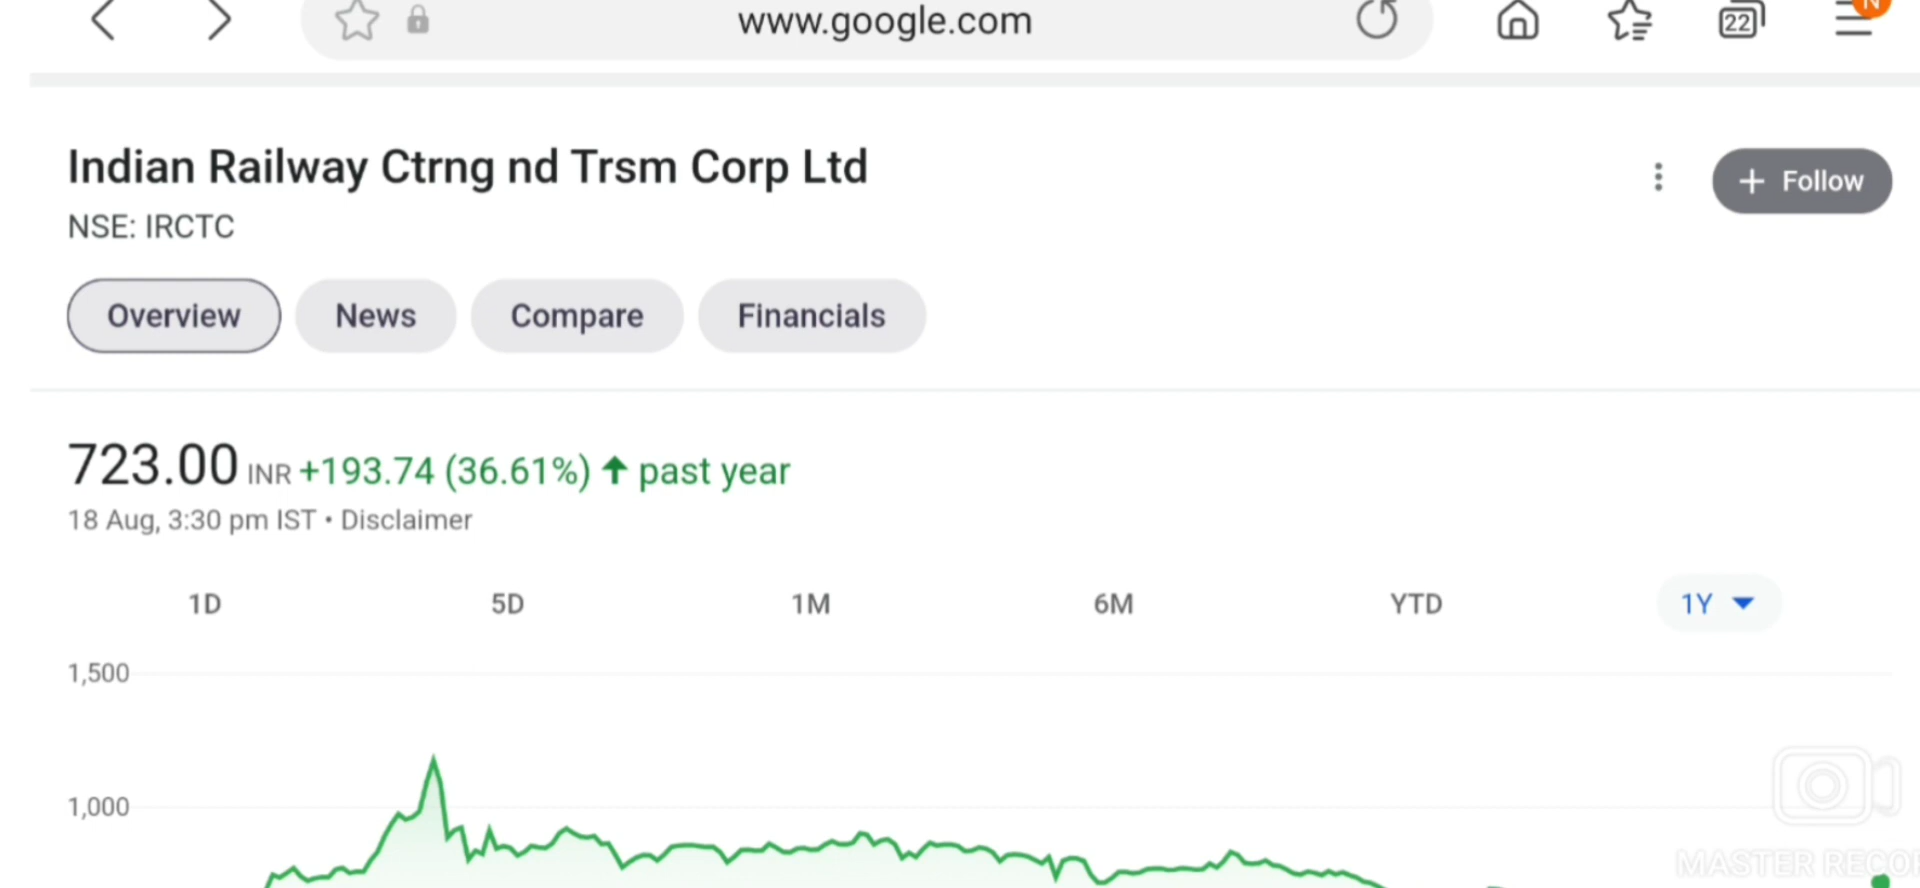 www.google.com
22
N
Indian Railway Ctrng nd Trsm Corp Ltd
+ Follow
NSE: IRCTC
Overview
News
Compare
Financials
723.00 INR +193.74 (36.61%) ↑ past year
18 Aug, 3:30 pm IST • Disclaimer
1D
5D
1M
6M
YTD
1Y
1,500
1,000
MASTER RECOR